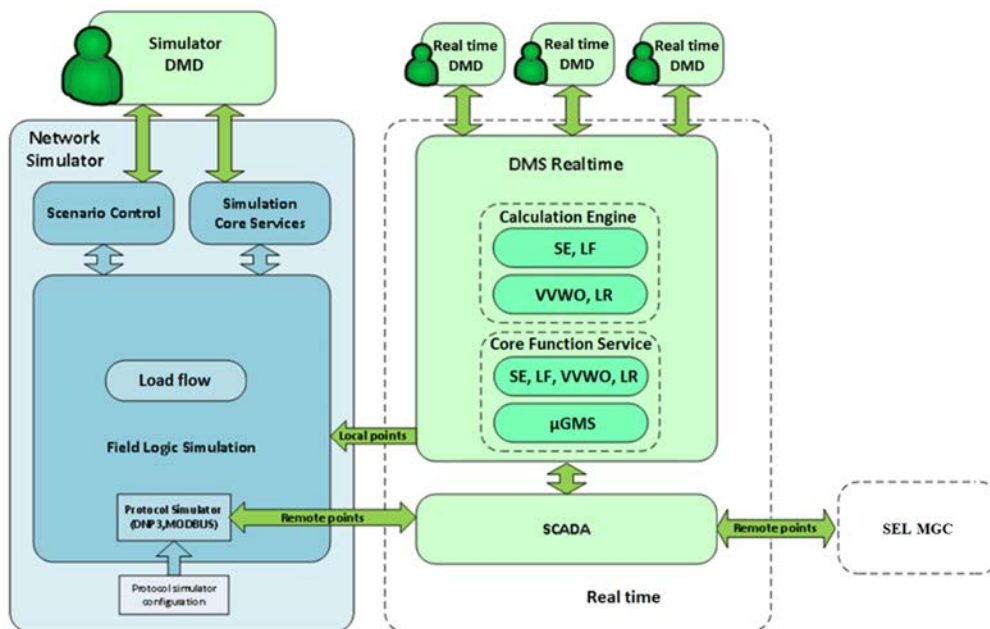 Simulator
DMD
Real time
DMD
Real time
DMD
Real time
DMD
Network
Simulator
Scenario Control
Simulation
Core Services
Load flow
Field Logic Simulation
Protocol Simulator
(DNP3,MODBUS)
Protocol simulator
configuration
DMS Realtime
Calculation Engine
SE, LF
VVWO, LR
Core Function Service
SE, LF, VVWO, LR
µGMS
Local points
Remote points
SCADA
Remote points
SEL MGC
Real time